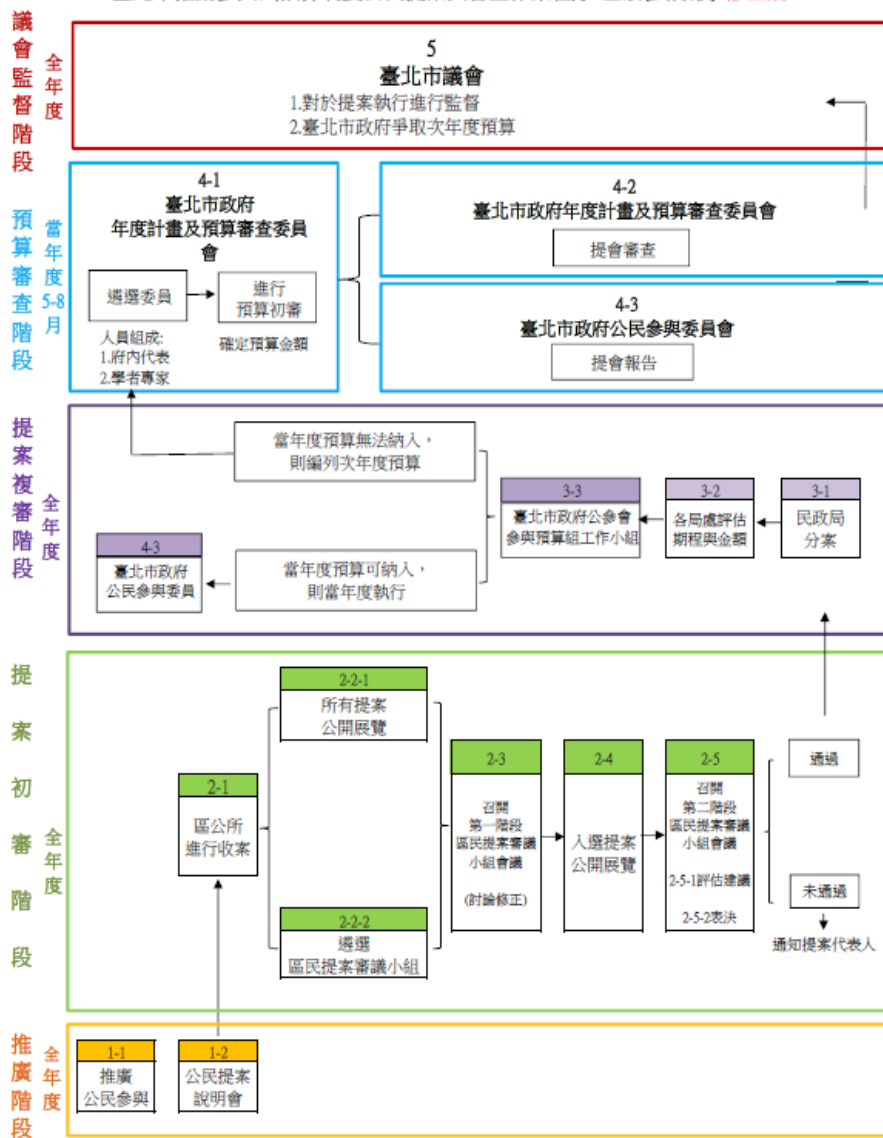 議會監督階段
全年度
5
臺北市議會
1.對於提案執行進行監督
2.臺北市政府爭取次年度預算
預算審查階段
當年度5-8月
4-1
臺北市政府
年度計畫及預算審查委員
會
遴選委員
進行
預算初審
人員組成:
1.府內代表
2.學者專家
確定預算金額
4-2
臺北市政府年度計畫及預算審查委員會
提會審查
4-3
臺北市政府公民參與委員會
提會報告
提案複審階段
全年度
當年度預算無法納入，
則編列次年度預算
3-3
臺北市政府公參會
參與預算組工作小組
3-2
各局處評估
期程與金額
3-1
民政局
分案
4-3
臺北市政府
公民參與委員
當年度預算可納入，
則當年度執行
提案初審階段
全年度
2-2-1
所有提案
公開展覽
2-1
區公所
進行收案
2-3
召開
第一階段
區民提案審議
小組會議
(討論修正)
2-4
入選提案
公開展覽
2-5
召開
第二階段
區民提案審議
小組會議
2-5-1評估建議
2-5-2表決
通過
未通過
通知提案代表人
2-2-2
遴選
區民提案審議小組
推廣階段
全年度
1-1
推廣
公民參與
1-2
公民提案
說明會